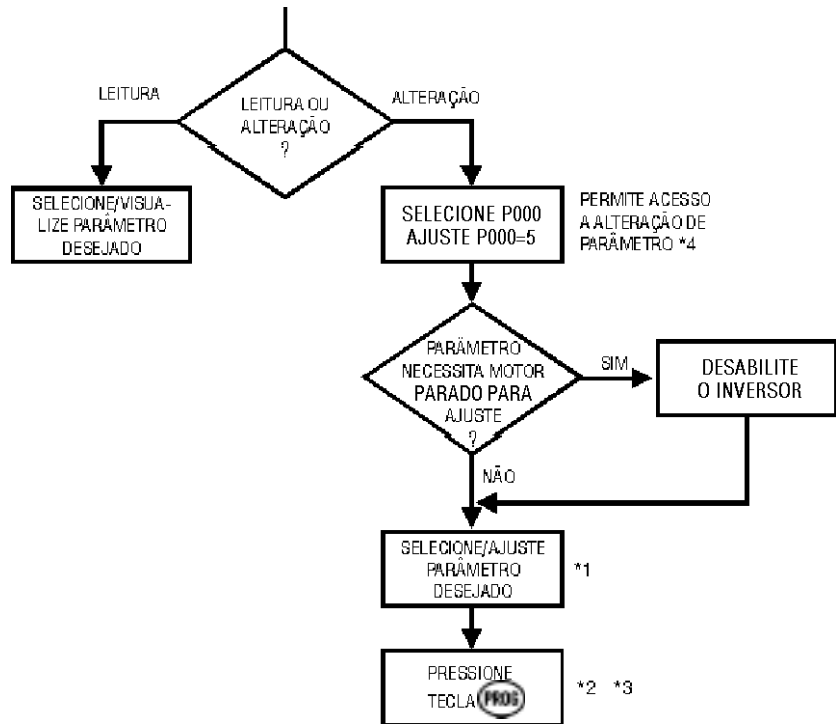 LEITURA
LEITURA OU
ALTERAÇÃO
?
ALTERAÇÃO
SELECIONE/VISUA-
LIZE PARÂMETRO
DESEJADO
SELECIONE P000
AJUSTE P000=5
PERMITE ACESSO
A ALTERAÇÃO DE
PARÂMETRO *4
PARÂMETRO
NECESSITA MOTOR
PARADO PARA
AJUSTE
?
SIM
DESABILITE
O INVERSOR
NÃO
SELECIONE/AJUSTE
PARÂMETRO
DESEJADO
*1
PRESSIONE
TECLA PROG
*2 *3